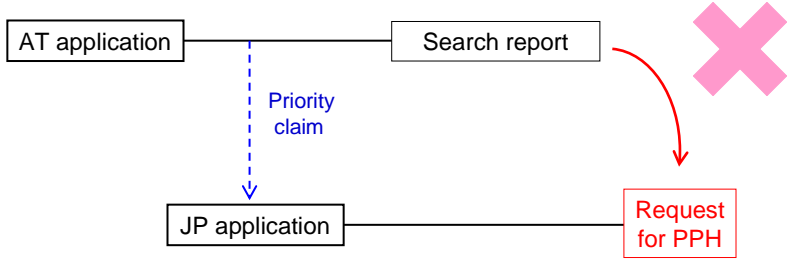 AT application
Search report
Priority
claim
JP application
Request
for PPH